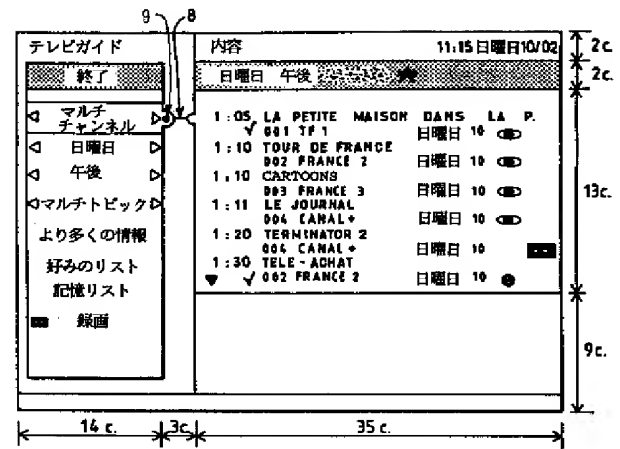 9 8
テレビガイド
内容 11:15日曜日10/02
2c.
終了
日曜日 午後
2c.
マルチ
チャンネル
日曜日
午後
マルチトピック
より多くの情報
好みのリスト
記憶リスト
録画
1:05 LA PETITE MAISON DANS LA P.
001 TF 1 日曜日 10
1:10 TOUR DE FRANCE
002 FRANCE 2 日曜日 10
1:10 CARTOONS
003 FRANCE 3 日曜日 10
1:11 LE JOURNAL
004 CANAL+ 日曜日 10
1:20 TERMINATOR 2
004 CANAL+ 日曜日 10
1:30 TELE-ACHAT
002 FRANCE 2 日曜日 10
13c.
9c.
14 c. 3c. 35 c.